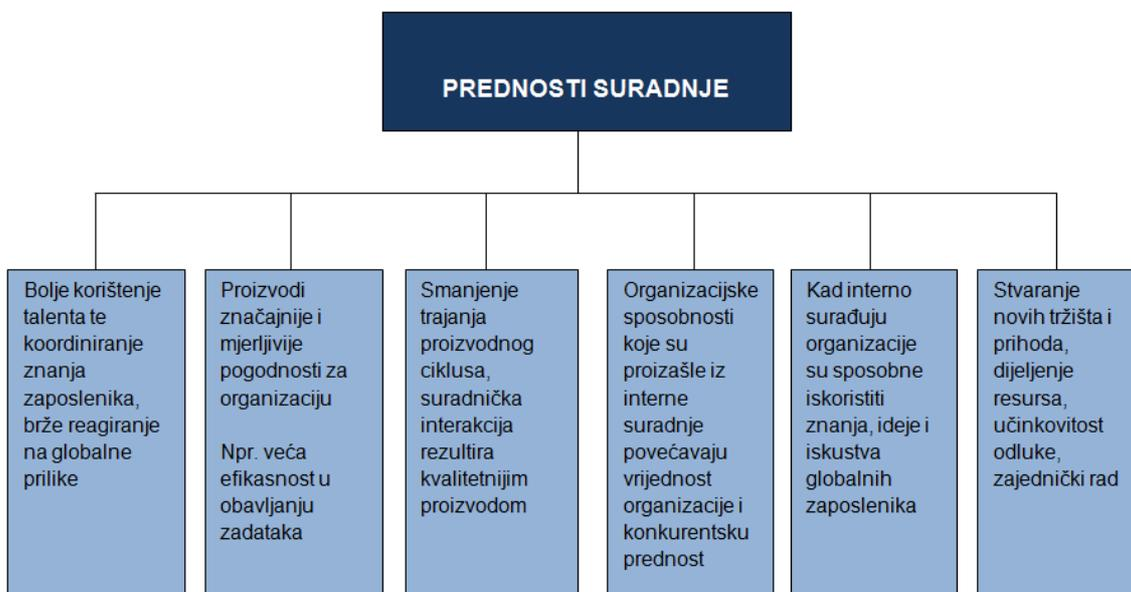 PREDNOSTI SURADNJE
Bolje korištenje
talenta te
koordiniranje
znanja
zaposlenika,
brže reagiranje
na globalne
prilike
Proizvodi
značajnije i
mjerljivije
pogodnosti za
organizaciju
Npr. veća
efikasnost u
obavljanju
zadataka
Smanjenje
trajanja
proizvodnog
ciklusa,
suradnička
interakcija
rezultira
kvalitetnijim
proizvodom
Organizacijske
sposobnosti
koje su
proizašle iz
interne
suradnje
povećavaju
vrijednost
organizacije i
konkurentsku
prednost
Kad interno
surađuju
organizacije
su sposobne
iskoristiti
znanja, ideje i
iskustva
globalnih
zaposlenika
Stvaranje
novih tržišta i
prihoda,
dijeljenje
resursa,
učinkovitost
odluke,
zajednički rad